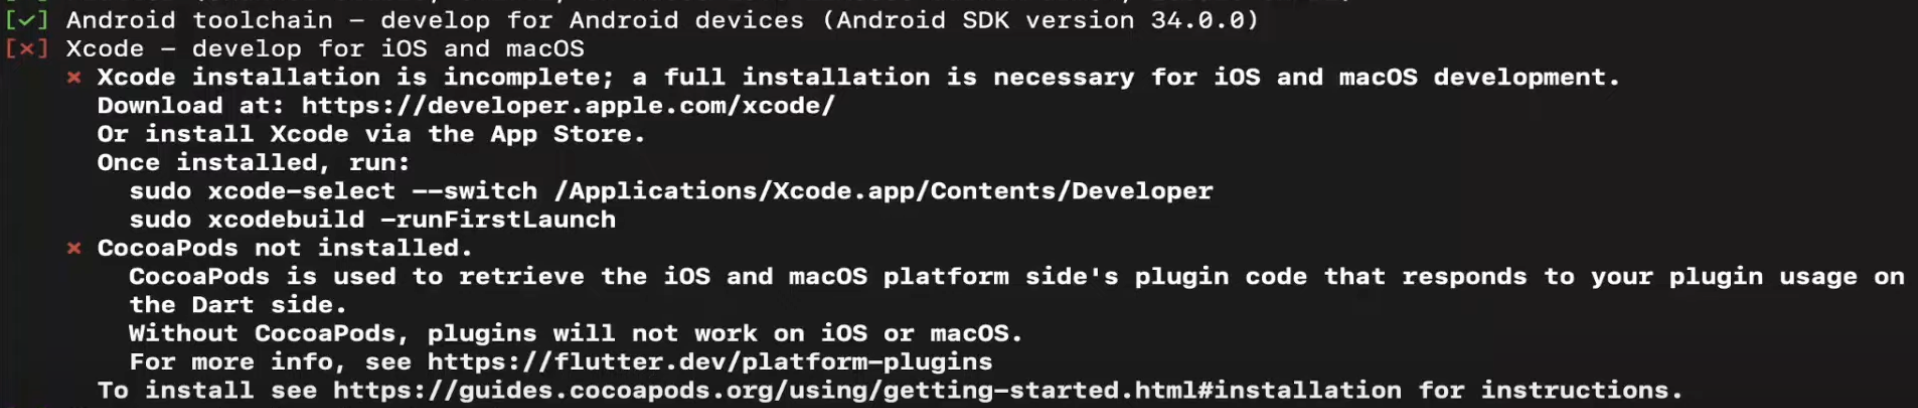 [✓] Android toolchain – develop for Android devices (Android SDK version 34.0.0)
[✗] Xcode – develop for iOS and macOS
✗ Xcode installation is incomplete; a full installation is necessary for iOS and macOS development.
Download at: https://developer.apple.com/xcode/
Or install Xcode via the App Store.
Once installed, run:
sudo xcode-select --switch /Applications/Xcode.app/Contents/Developer
sudo xcodebuild -runFirstLaunch
✗ CocoaPods not installed.
CocoaPods is used to retrieve the iOS and macOS platform side's plugin code that responds to your plugin usage on
the Dart side.
Without CocoaPods, plugins will not work on iOS or macOS.
For more info, see https://flutter.dev/platform-plugins
To install see https://guides.cocoapods.org/using/getting-started.html#installation for instructions.